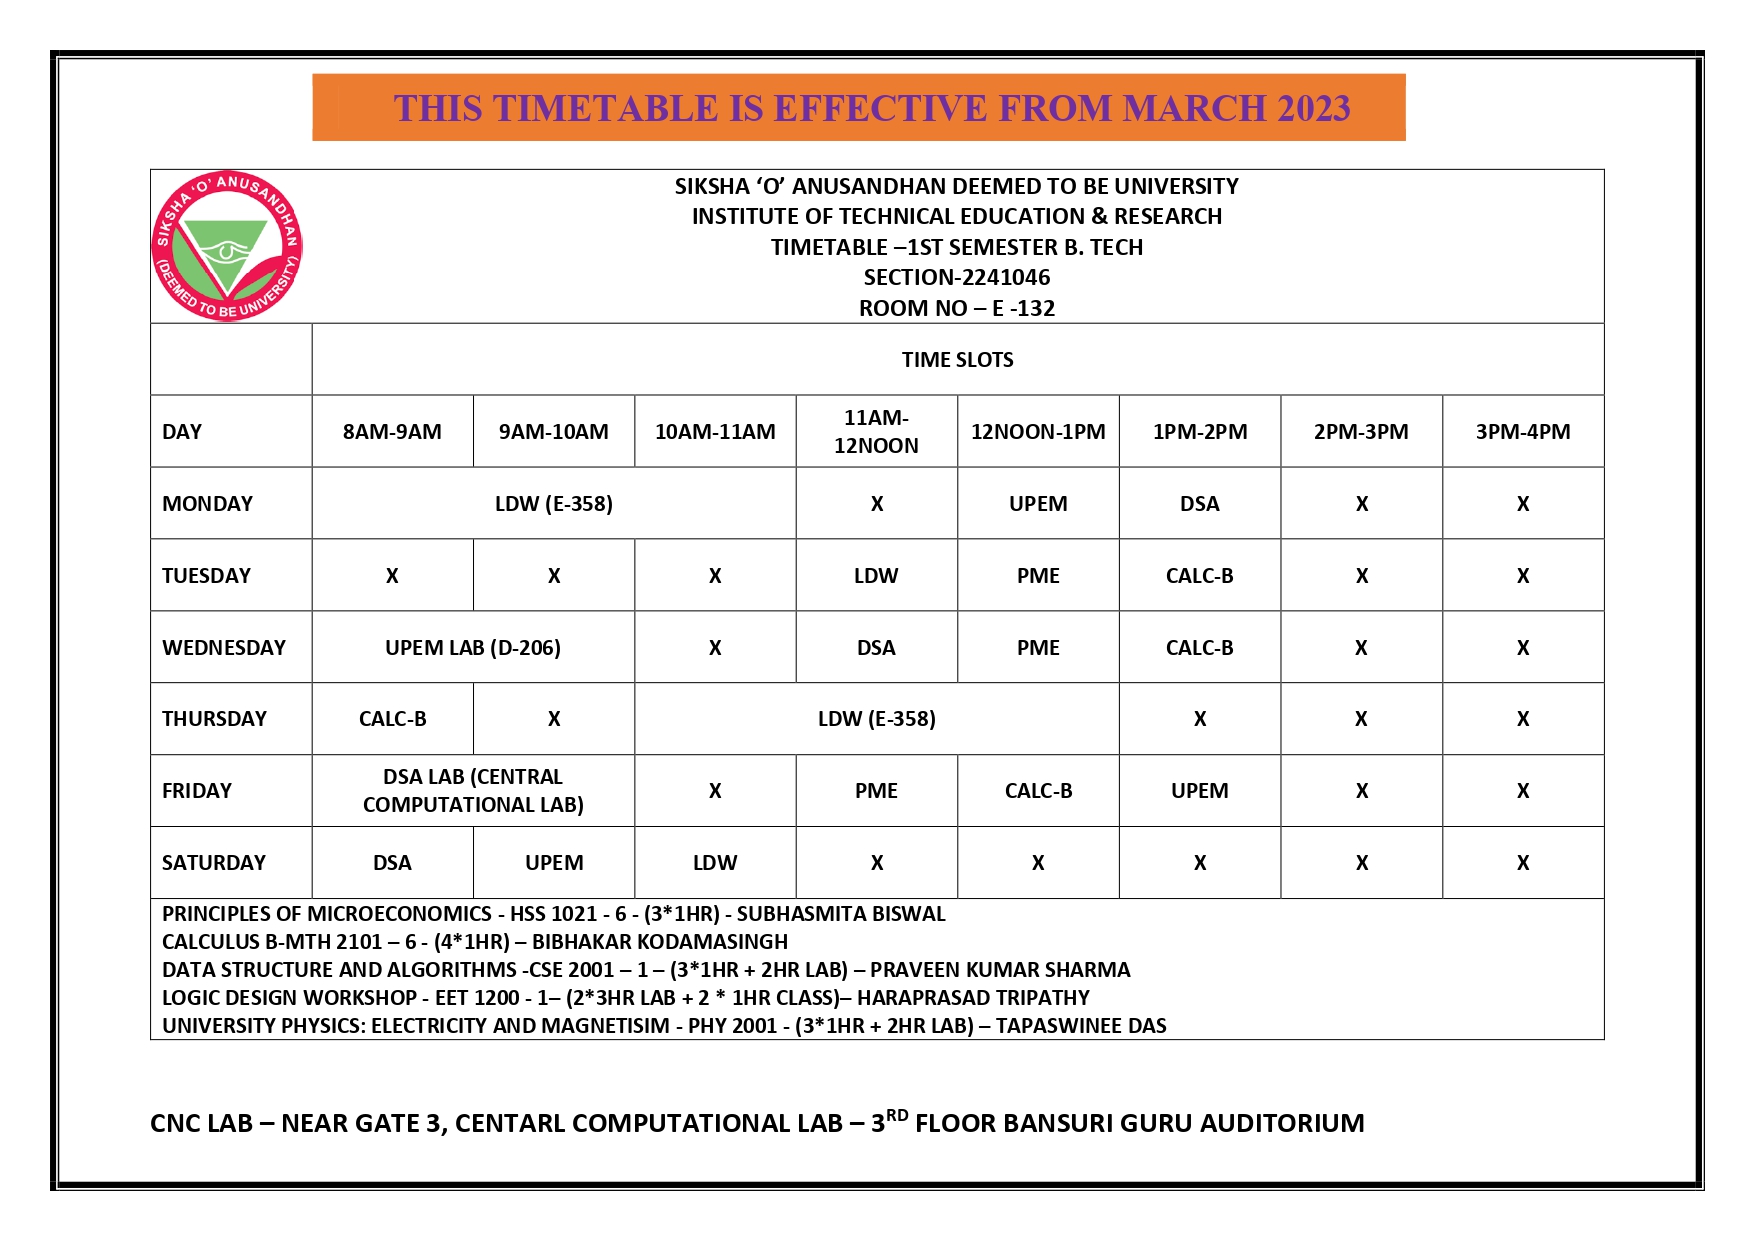 THIS TIMETABLE IS EFFECTIVE FROM MARCH 2023
SIKSHA 'O' ANUSANDHAN
(DEEMED TO BE UNIVERSITY)
SIKSHA ‘O’ ANUSANDHAN DEEMED TO BE UNIVERSITY
INSTITUTE OF TECHNICAL EDUCATION & RESEARCH
TIMETABLE –1ST SEMESTER B. TECH
SECTION-2241046
ROOM NO – E -132
TIME SLOTS
DAY 8AM-9AM 9AM-10AM 10AM-11AM 11AM-12NOON 12NOON-1PM 1PM-2PM 2PM-3PM 3PM-4PM
MONDAY LDW (E-358) X UPEM DSA X X
TUESDAY X X X LDW PME CALC-B X X
WEDNESDAY UPEM LAB (D-206) X DSA PME CALC-B X X
THURSDAY CALC-B X LDW (E-358) X X X
FRIDAY DSA LAB (CENTRAL COMPUTATIONAL LAB) X PME CALC-B UPEM X X
SATURDAY DSA UPEM LDW X X X X X
PRINCIPLES OF MICROECONOMICS - HSS 1021 - 6 - (3*1HR) - SUBHASMITA BISWAL
CALCULUS B-MTH 2101 – 6 - (4*1HR) – BIBHAKAR KODAMASINGH
DATA STRUCTURE AND ALGORITHMS -CSE 2001 – 1 – (3*1HR + 2HR LAB) – PRAVEEN KUMAR SHARMA
LOGIC DESIGN WORKSHOP - EET 1200 - 1– (2*3HR LAB + 2 * 1HR CLASS)– HARAPRASAD TRIPATHY
UNIVERSITY PHYSICS: ELECTRICITY AND MAGNETISIM - PHY 2001 - (3*1HR + 2HR LAB) – TAPASWINEE DAS
CNC LAB – NEAR GATE 3, CENTARL COMPUTATIONAL LAB – 3RD FLOOR BANSURI GURU AUDITORIUM